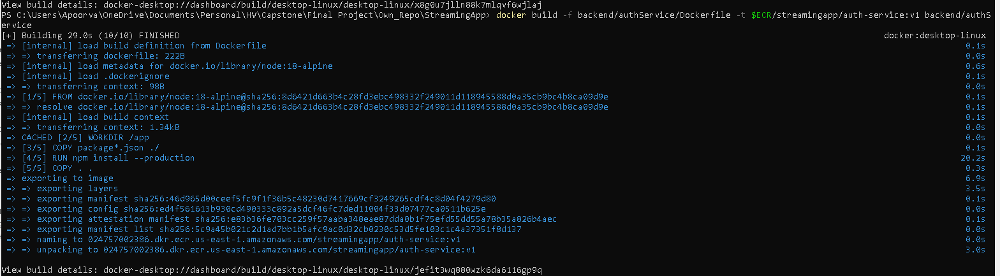 View build details: docker-desktop://dashboard/build/desktop-linux/desktop-linux/x8g0u7jlln88k7mlqvf6wjlaj
PS C:\Users\Apoorva\OneDrive\Documents\Personal\HV\Capstone\Final Project\Own_Repo\StreamingApp> docker build -f backend/authService/Dockerfile -t $ECR/streamingapp/auth-service:v1 backend/authS
ervice
[+] Building 29.0s (10/10) FINISHED docker:desktop-linux
=> [internal] load build definition from Dockerfile 0.1s
=> => transferring dockerfile: 222B 0.0s
=> [internal] load metadata for docker.io/library/node:18-alpine 0.6s
=> [internal] load .dockerignore 0.1s
=> => transferring context: 98B 0.0s
=> [1/5] FROM docker.io/library/node:18-alpine@sha256:8d6421d663b4c28fd3ebc498332f249011d118945588d0a35cb9bc4b8ca09d9e 0.1s
=> => resolve docker.io/library/node:18-alpine@sha256:8d6421d663b4c28fd3ebc498332f249011d118945588d0a35cb9bc4b8ca09d9e 0.1s
=> [internal] load build context 0.1s
=> => transferring context: 1.34kB 0.0s
=> CACHED [2/5] WORKDIR /app 0.0s
=> [3/5] COPY package*.json ./ 0.1s
=> [4/5] RUN npm install --production 20.2s
=> [5/5] COPY . . 0.3s
=> exporting to image 6.9s
=> => exporting layers 3.5s
=> => exporting manifest sha256:46d965d00ceef5fc9f1f36b5c48230d7417669cf3249265cdf4c8d04f4279d80 0.1s
=> => exporting config sha256:ed4f561613b930cd490333c892a5dcf46fc7ded11004f33d07477ca0511b625e 0.0s
=> => exporting attestation manifest sha256:e83b36fe703cc259f57aaba348eae87dda0b1f75efd55dd55a78b35a826b4aec 0.1s
=> => exporting manifest list sha256:5c9a45b021c2d1ad7bb1b5afc9ac0d32cb0230c53d5fe103c1c4a37351f8d137 0.0s
=> => naming to 024757002386.dkr.ecr.us-east-1.amazonaws.com/streamingapp/auth-service:v1 0.0s
=> => unpacking to 024757002386.dkr.ecr.us-east-1.amazonaws.com/streamingapp/auth-service:v1 3.0s
View build details: docker-desktop://dashboard/build/desktop-linux/desktop-linux/jefit3wq880wzk6da6116gp9q